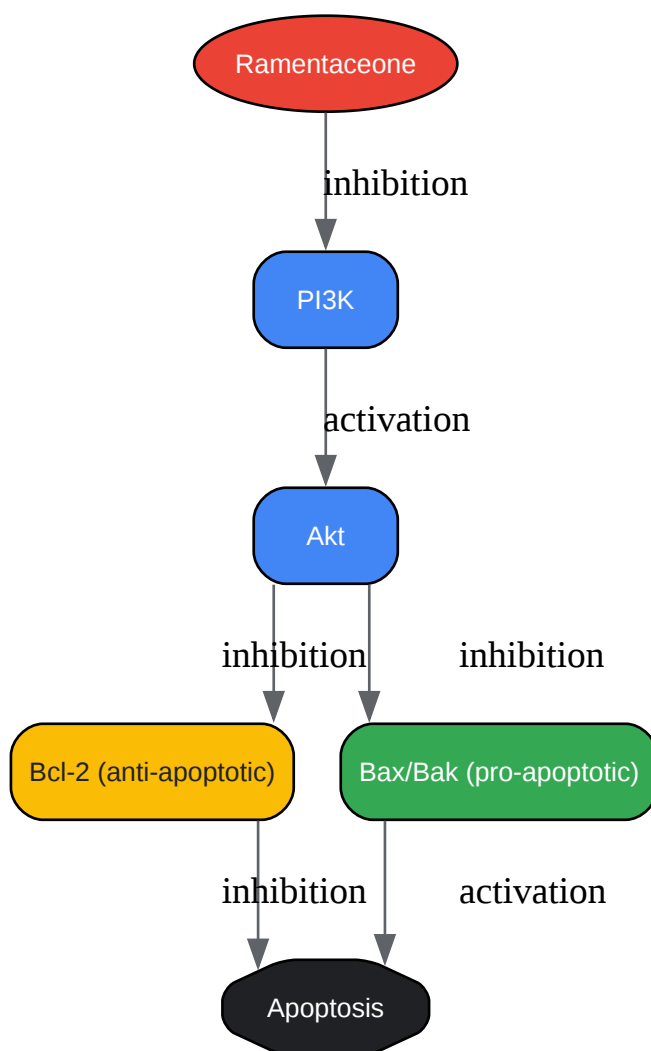 Ramentaceone
inhibition
PI3K
activation
Akt
inhibition inhibition
Bcl-2 (anti-apoptotic) Bax/Bak (pro-apoptotic)
inhibition activation
Apoptosis